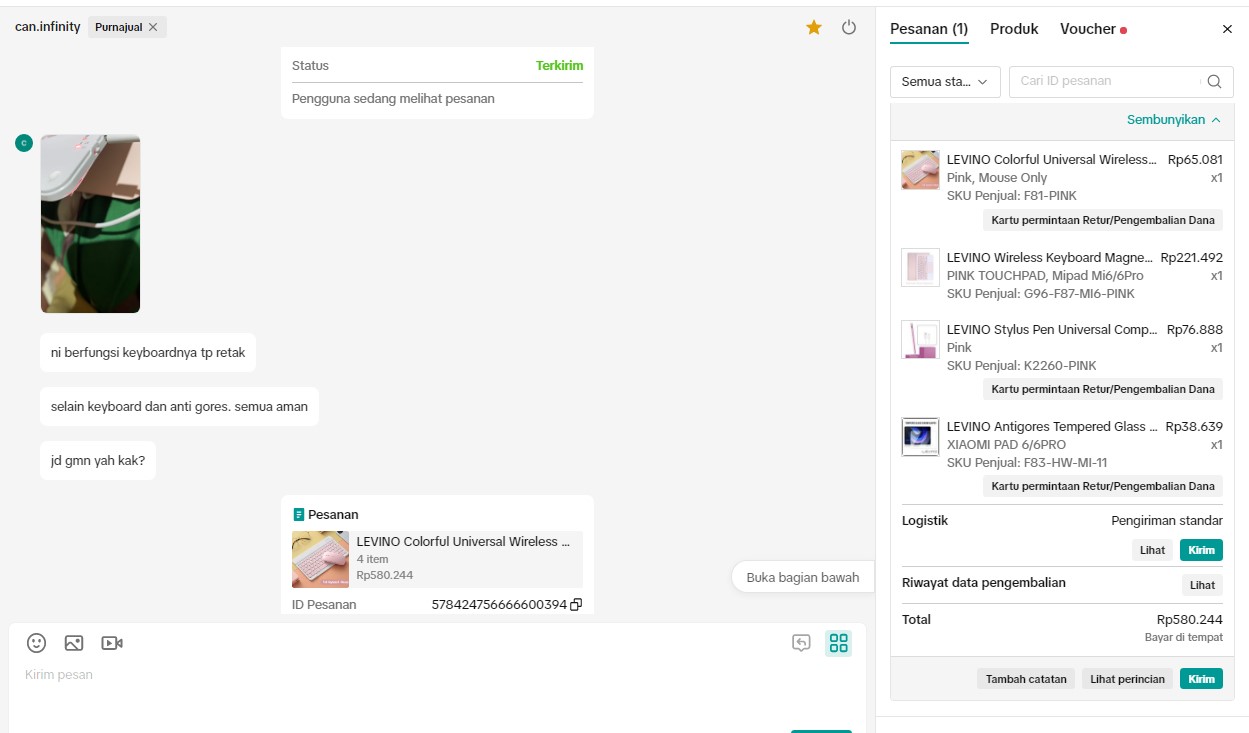 can.infinity Purnajual
Status Terkirim
Pengguna sedang melihat pesanan
C
ni berfungsi keyboardnya tp retak
selain keyboard dan anti gores. semua aman
jd gmn yah kak?
Pesanan
LEVINO Colorful Universal Wireless ...
4 item
Rp580.244
ID Pesanan 578424756666600394
Buka bagian bawah
Kirim pesan
Pesanan (1) Produk Voucher
Semua sta... Cari ID pesanan
Sembunyikan
LEVINO Colorful Universal Wireless... Rp65.081
Pink, Mouse Only x1
SKU Penjual: F81-PINK
Kartu permintaan Retur/Pengembalian Dana
LEVINO Wireless Keyboard Magne... Rp221.492
PINK TOUCHPAD, Mipad Mi6/6Pro x1
SKU Penjual: G96-F87-MI6-PINK
LEVINO Stylus Pen Universal Comp... Rp76.888
Pink x1
SKU Penjual: K2260-PINK
Kartu permintaan Retur/Pengembalian Dana
LEVINO Antigores Tempered Glass ... Rp38.639
XIAOMI PAD 6/6PRO x1
SKU Penjual: F83-HW-MI-11
Kartu permintaan Retur/Pengembalian Dana
Logistik Pengiriman standar
Lihat Kirim
Riwayat data pengembalian Lihat
Total Rp580.244
Bayar di tempat
Tambah catatan Lihat perincian Kirim